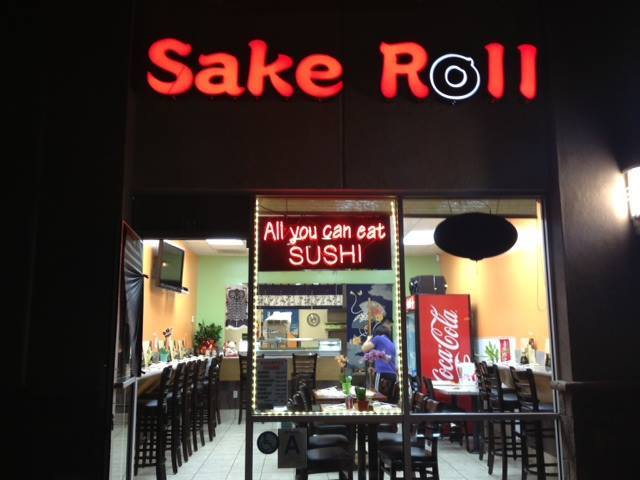 Sake Roll
All you can eat
SUSHI
Coca-Cola
A